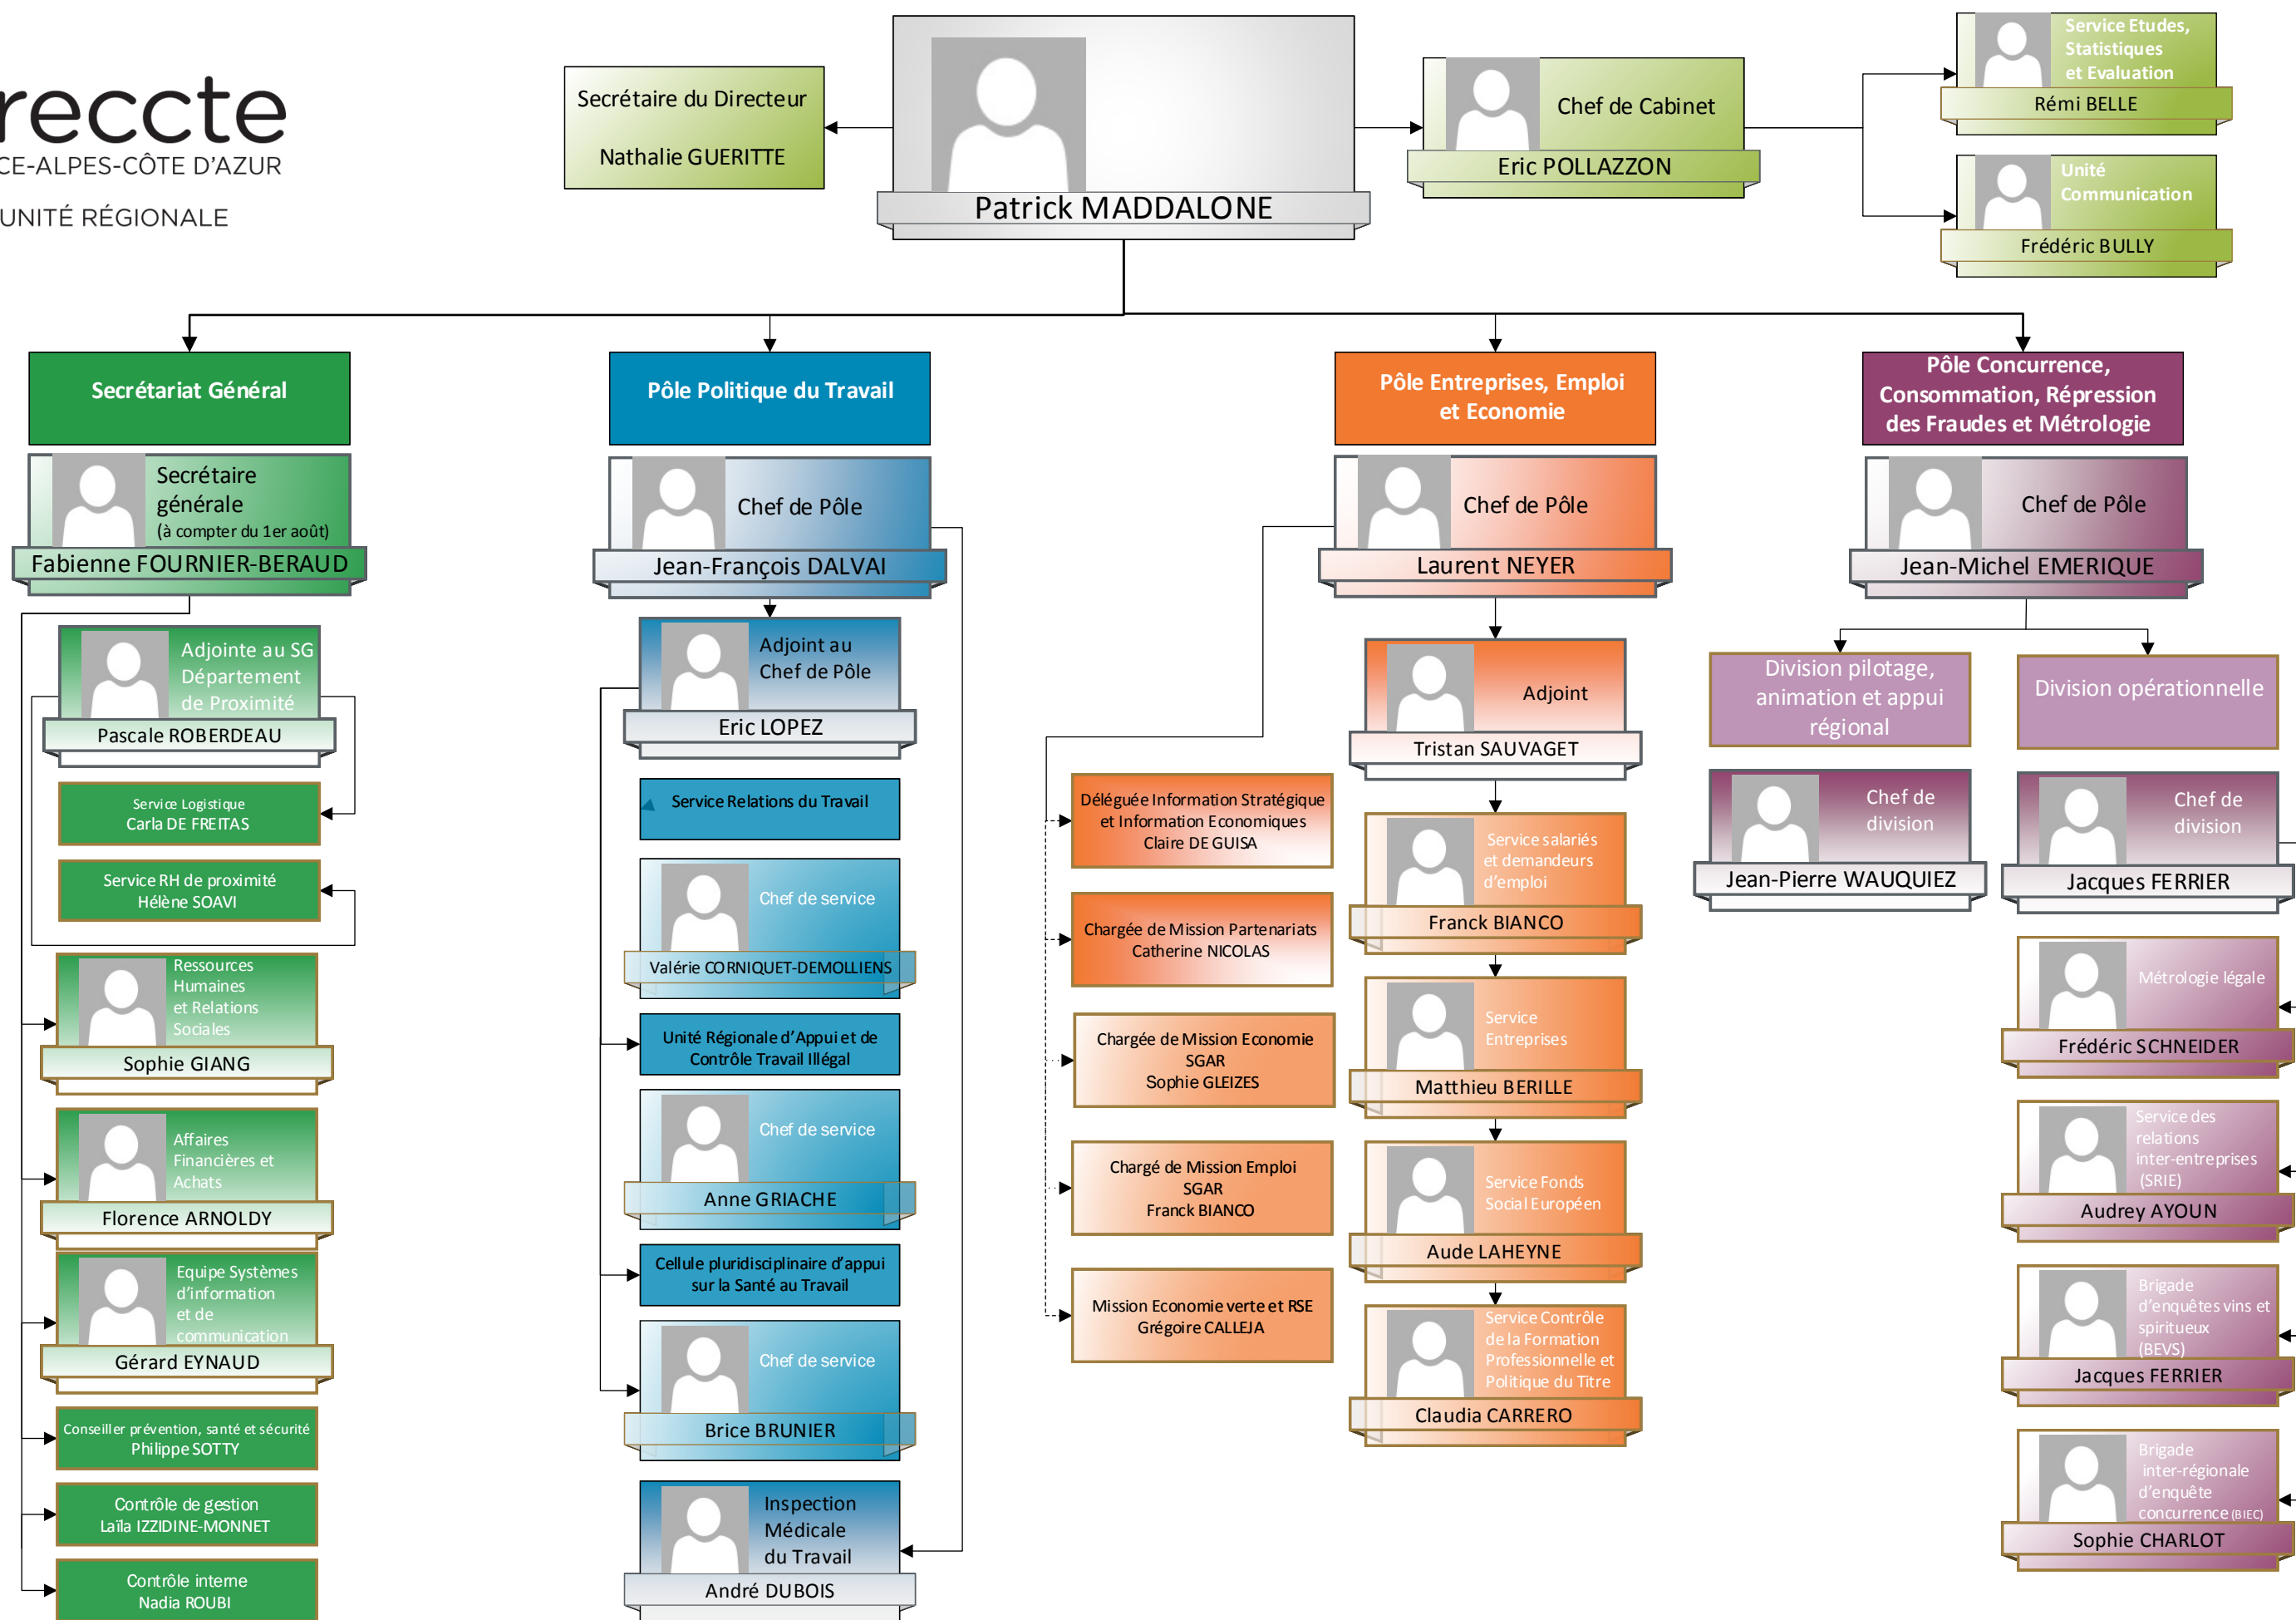 reccte
CE-ALPES-CÔTE D'AZUR
UNITÉ RÉGIONALE
Secrétaire du Directeur
Nathalie GUERITTE
Patrick MADDALONE
Chef de Cabinet
Eric POLLAZZON
Service Etudes,
Statistiques
et Evaluation
Rémi BELLE
Unité
Communication
Frédéric BULLY
Secrétariat Général
Secrétaire
générale
(à compter du 1er août)
Fabienne FOURNIER-BERAUD
Adjointe au SG
Département
de Proximité
Pascale ROBERDEAU
Service Logistique
Carla DE FREITAS
Service RH de proximité
Hélène SOAVI
Ressources
Humaines
et Relations
Sociales
Sophie GIANG
Affaires
Financières et
Achats
Florence ARNOLDY
Equipe Systèmes
d'information
et de
communication
Gérard EYNAUD
Conseiller prévention, santé et sécurité
Philippe SOTTY
Contrôle de gestion
Laïla IZZIDINE-MONNET
Contrôle interne
Nadia ROUBI
Pôle Politique du Travail
Chef de Pôle
Jean-François DALVAI
Adjoint au
Chef de Pôle
Eric LOPEZ
Service Relations du Travail
Chef de service
Valérie CORNIQUET-DEMOLLIENS
Unité Régionale d'Appui et de
Contrôle Travail Illégal
Chef de service
Anne GRIACHE
Cellule pluridisciplinaire d'appui
sur la Santé au Travail
Chef de service
Brice BRUNIER
Inspection
Médicale
du Travail
André DUBOIS
Pôle Entreprises, Emploi
et Economie
Chef de Pôle
Laurent NEYER
Adjoint
Tristan SAUVAGET
Déléguée Information Stratégique
et Information Economiques
Claire DE GUISA
Chargée de Mission Partenariats
Catherine NICOLAS
Chargée de Mission Economie
SGAR
Sophie GLEIZES
Chargé de Mission Emploi
SGAR
Franck BIANCO
Mission Economie verte et RSE
Grégoire CALLEJA
Service salariés
et demandeurs
d'emploi
Franck BIANCO
Service
Entreprises
Matthieu BERILLE
Service Fonds
Social Européen
Aude LAHEYNE
Service Contrôle
de la Formation
Professionnelle et
Politique du Titre
Claudia CARRERO
Pôle Concurrence,
Consommation, Répression
des Fraudes et Métrologie
Chef de Pôle
Jean-Michel EMERIQUE
Division pilotage,
animation et appui
régional
Chef de
division
Jean-Pierre WAUQUIEZ
Division opérationnelle
Chef de
division
Jacques FERRIER
Métrologie légale
Frédéric SCHNEIDER
Service des
relations
inter-entreprises
(SRIE)
Audrey AYOUN
Brigade
d'enquêtes vins et
spiritueux
(BEVS)
Jacques FERRIER
Brigade
inter-régionale
d'enquête
concurrence (BIEC)
Sophie CHARLOT